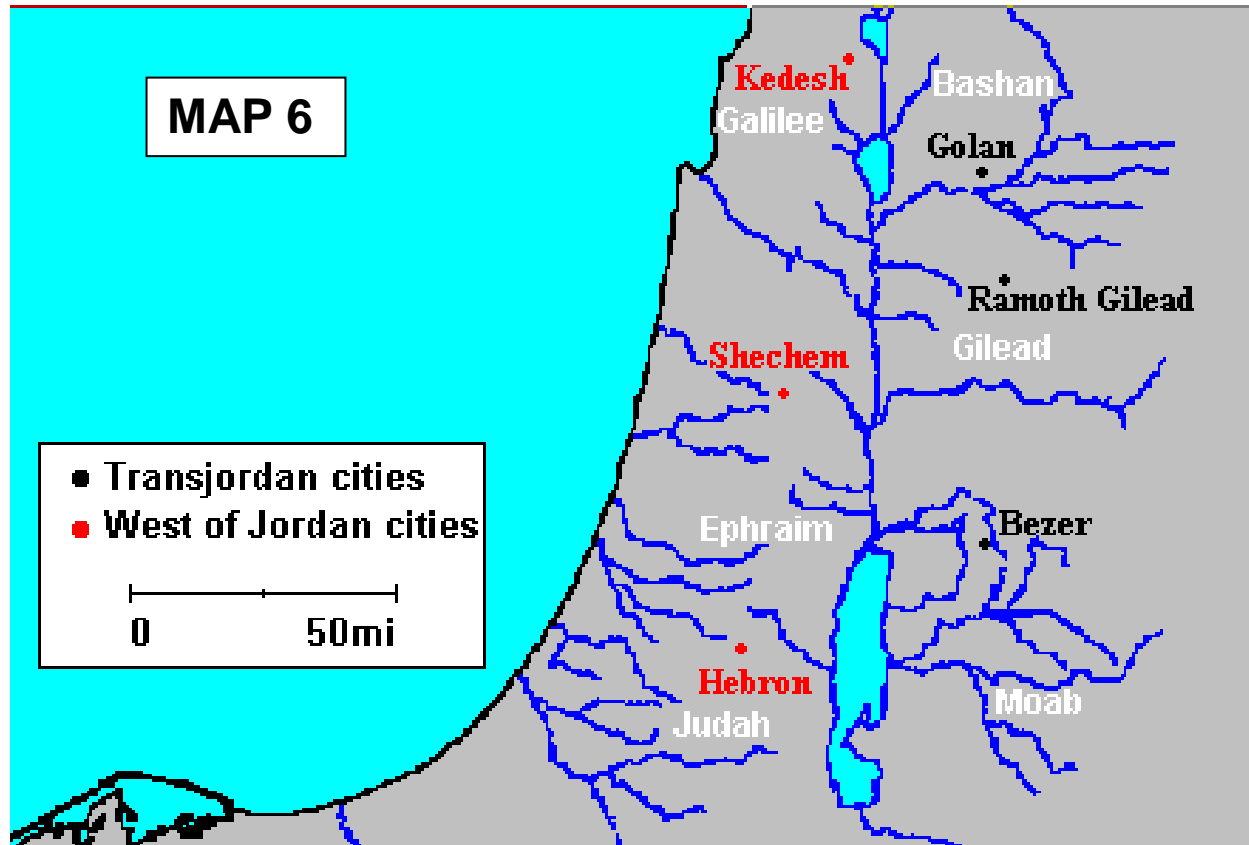 MAP 6
Kedesh
Bashan
Galilee
Golan
Ramoth Gilead
Gilead
Shechem
Transjordan cities
West of Jordan cities
0 50mi
Ephraim
Bezer
Hebron
Moab
Judah